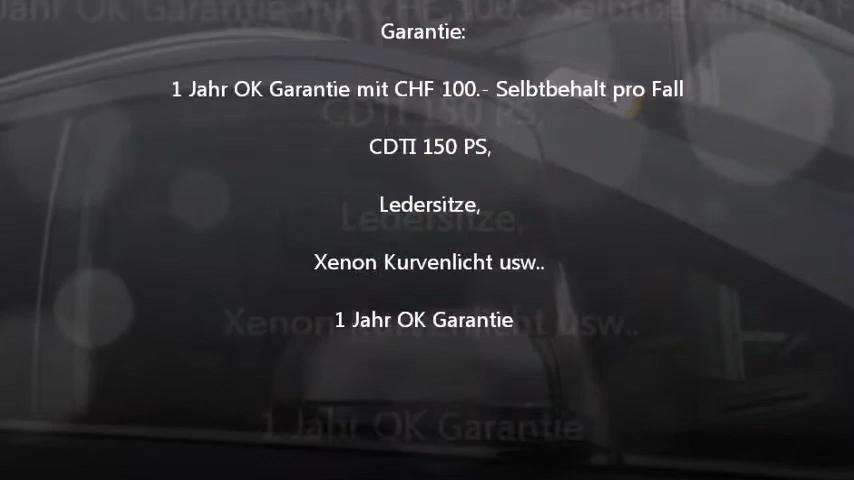 Garantie:
1 Jahr OK Garantie mit CHF 100.- Selbtbehalt pro Fall
CDTI 150 PS,
Ledersitze,
Xenon Kurvenlicht usw..
1 Jahr OK Garantie